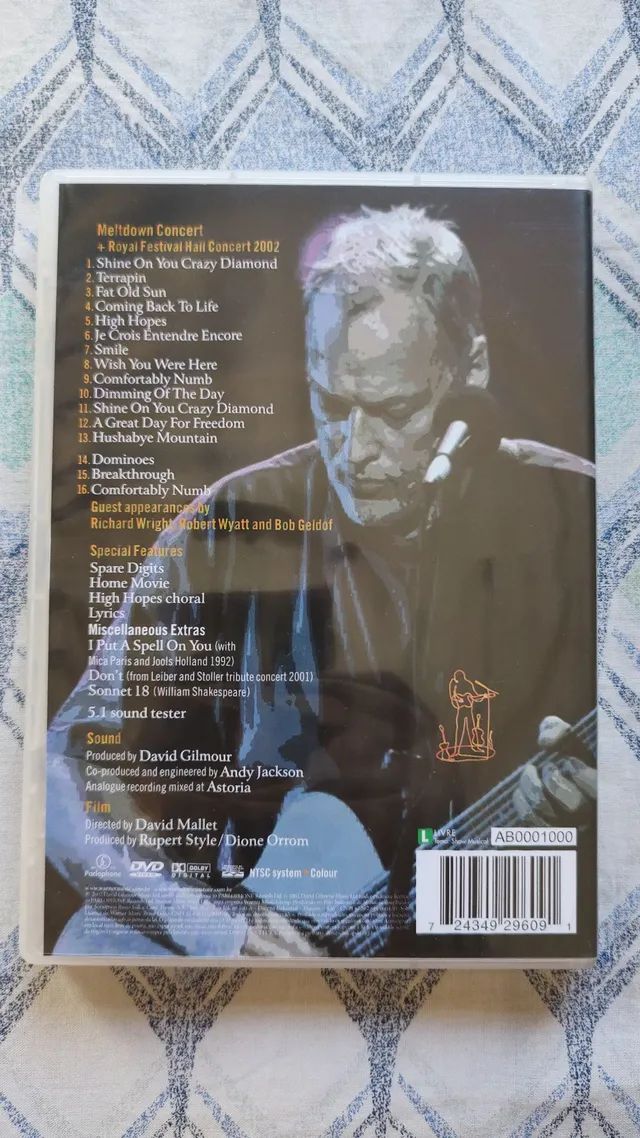 Meltdown Concert
+ Royal Festival Hall Concert 2002
1. Shine On You Crazy Diamond
2. Terrapin
3. Fat Old Sun
4. Coming Back To Life
5. High Hopes
6. Je Crois Entendre Encore
7. Smile
8. Wish You Were Here
9. Comfortably Numb
10. Dimming Of The Day
11. Shine On You Crazy Diamond
12. A Great Day For Freedom
13. Hushabye Mountain
14. Dominoes
15. Breakthrough
16. Comfortably Numb
Guest appearances by
Richard Wright, Robert Wyatt and Bob Geldof
Special Features
Spare Digits
Home Movie
High Hopes choral
Lyrics
Miscellaneous Extras
I Put A Spell On You (with
Mica Paris and Jools Holland 1992)
Don't (from Leiber and Stoller tribute concert 2001)
Sonnet 18 (William Shakespeare)
5.1 sound tester
Sound
Produced by David Gilmour
Co-produced and engineered by Andy Jackson
Analogue recording mixed at Astoria
Film
Directed by David Mallet
Produced by Rupert Style/Dione Orrom
L LIVRE
Tema: Show Musical
AB0001000
Parlophone DVD VIDEO DOLBY DIGITAL NTSC system • Colour
7 24349 29609 1